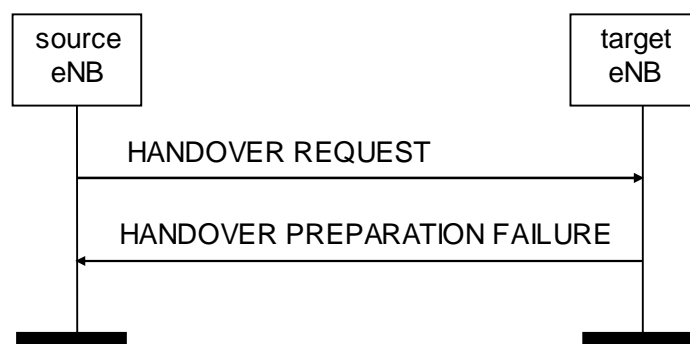 source
eNB
target
eNB
HANDOVER REQUEST
HANDOVER PREPARATION FAILURE